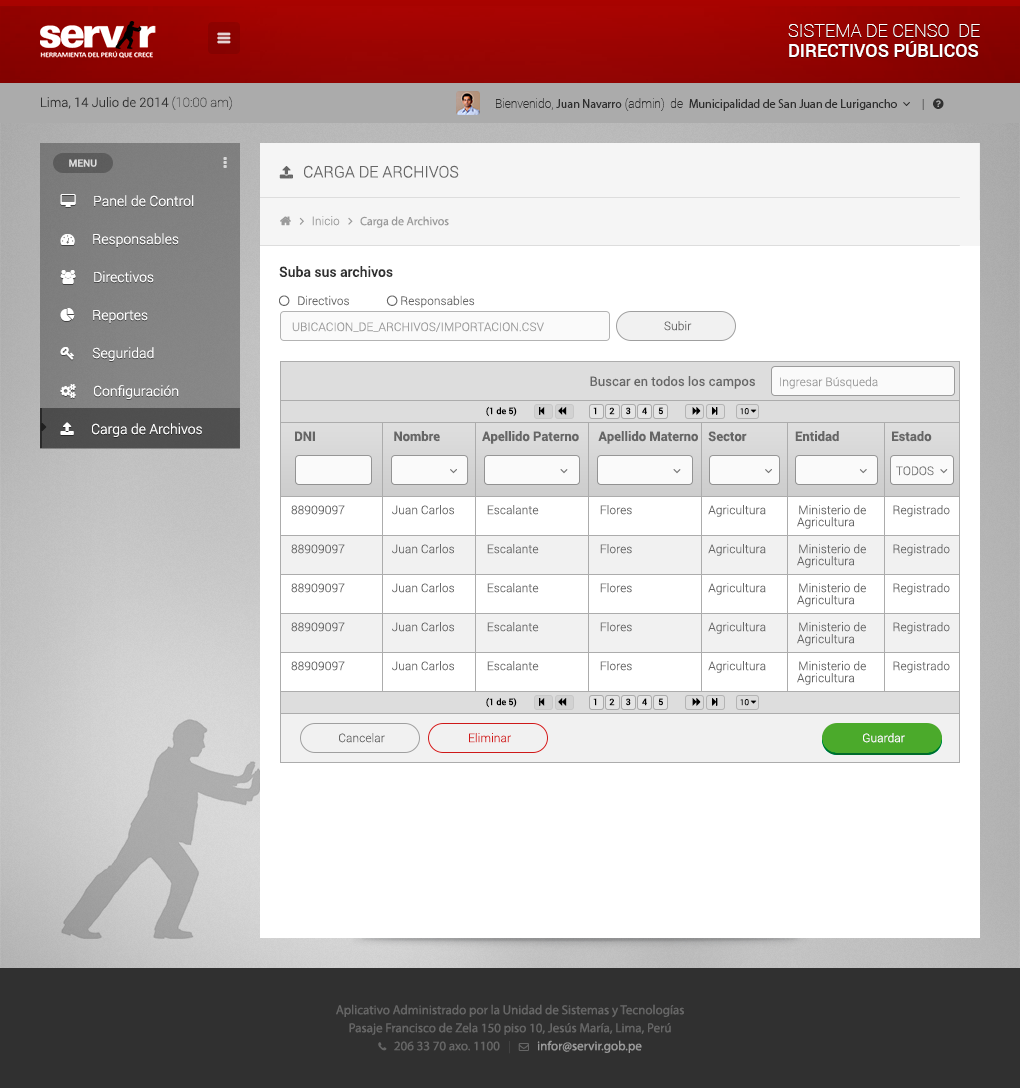 servir
HERRAMIENTA DEL PERÚ QUE CRECE
SISTEMA DE CENSO DE
DIRECTIVOS PÚBLICOS
Lima, 14 Julio de 2014 (10:00 am)
Bienvenido, Juan Navarro (admin) de Municipalidad de San Juan de Lurigancho |
MENU
Panel de Control
Responsables
Directivos
Reportes
Seguridad
Configuración
Carga de Archivos
CARGA DE ARCHIVOS
Inicio Carga de Archivos
Suba sus archivos
Directivos Responsables
UBICACION_DE_ARCHIVOS/IMPORTACION.CSV Subir
Buscar en todos los campos Ingresar Búsqueda
(1 de 5) 1 2 3 4 5 10
DNI Nombre Apellido Paterno Apellido Materno Sector Entidad Estado
TODOS
88909097 Juan Carlos Escalante Flores Agricultura Ministerio de Registrado
Agricultura
88909097 Juan Carlos Escalante Flores Agricultura Ministerio de Registrado
Agricultura
88909097 Juan Carlos Escalante Flores Agricultura Ministerio de Registrado
Agricultura
88909097 Juan Carlos Escalante Flores Agricultura Ministerio de Registrado
Agricultura
88909097 Juan Carlos Escalante Flores Agricultura Ministerio de Registrado
Agricultura
(1 de 5) 1 2 3 4 5 10
Cancelar Eliminar Guardar
Aplicativo Administrado por la Unidad de Sistemas y Tecnologías
Pasaje Francisco de Zela 150 piso 10, Jesús María, Lima, Perú
206 33 70 axo. 1100 | infor@servir.gob.pe